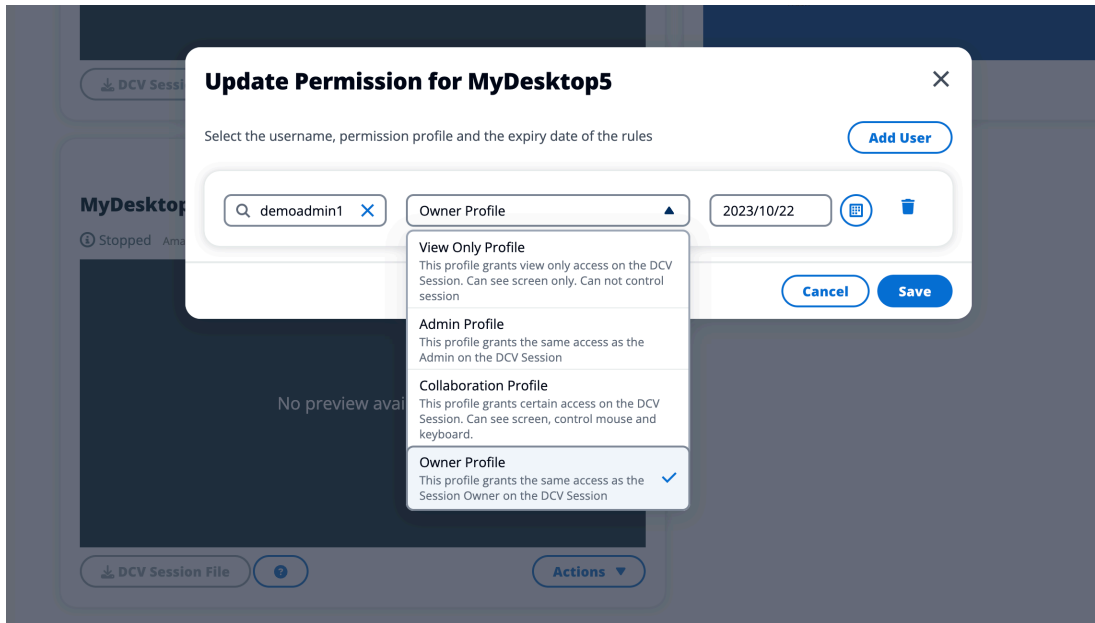 DCV Sessi
Update Permission for MyDesktop5
Select the username, permission profile and the expiry date of the rules
Add User
MyDesktop
Stopped Ama
demoadmin1
Owner Profile
2023/10/22
View Only Profile
This profile grants view only access on the DCV
Session. Can see screen only. Can not control
session
Admin Profile
This profile grants the same access as the
Admin on the DCV Session
Collaboration Profile
This profile grants certain access on the DCV
Session. Can see screen, control mouse and
keyboard.
Owner Profile
This profile grants the same access as the
Session Owner on the DCV Session
Cancel
Save
No preview avai
DCV Session File
?
Actions